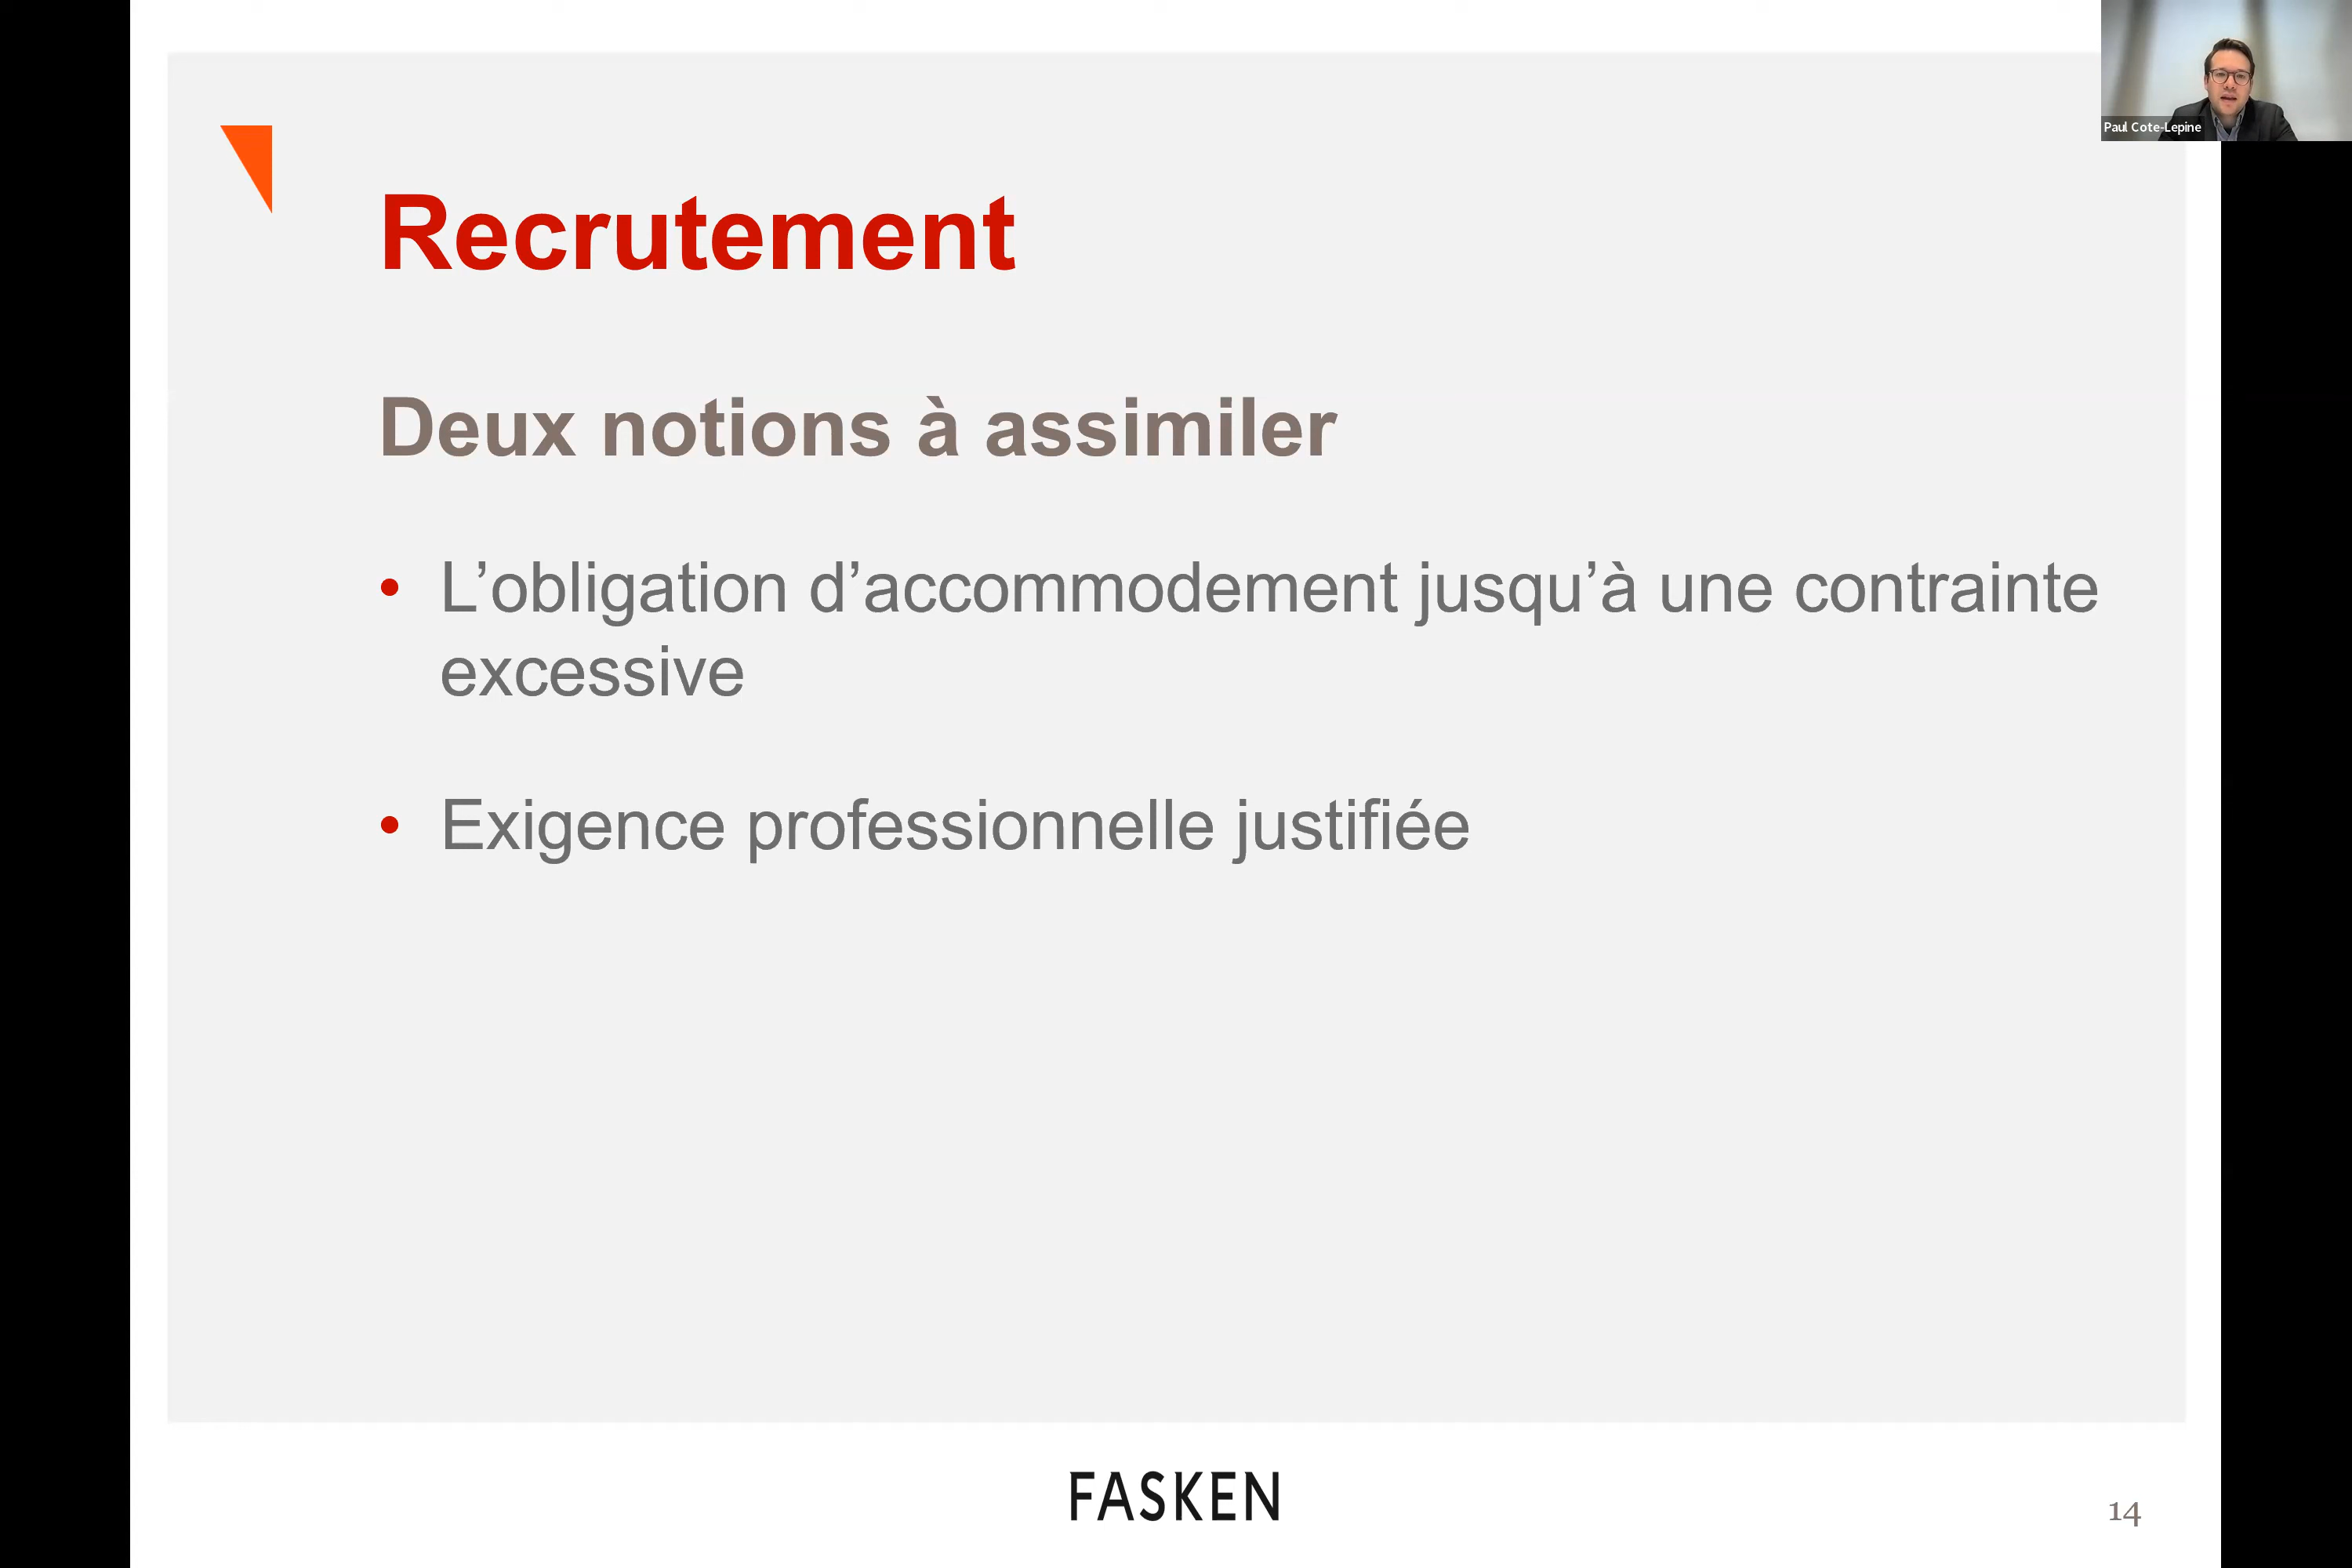 Paul Cote-Lepine
Recrutement
Deux notions à assimiler
• L’obligation d’accommodement jusqu’à une contrainte
excessive
• Exigence professionnelle justifiée
FASKEN
14